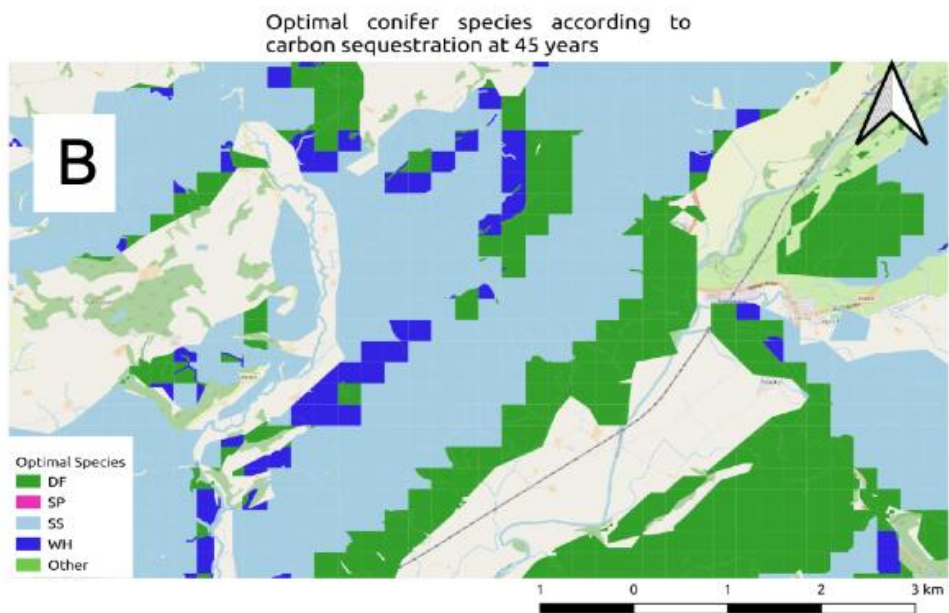 Optimal conifer species according to
carbon sequestration at 45 years
B
Optimal Species
DF
SP
SS
WH
Other
1 0 1 2 3 km